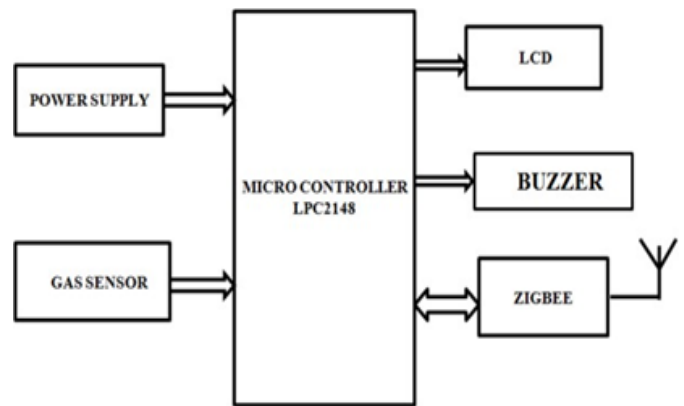 POWER SUPPLY
GAS SENSOR
MICRO CONTROLLER
LPC2148
LCD
BUZZER
ZIGBEE